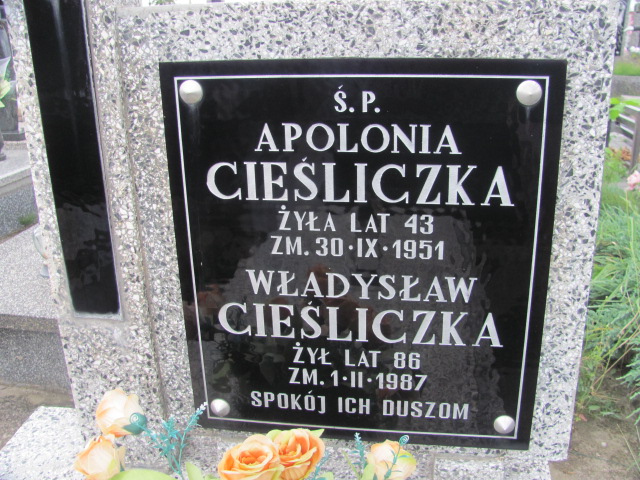 Ś.P.
APOLONIA
CIEŚLICZKA
ŻYŁA LAT 43
ZM. 30·IX·1951
WŁADYSŁAW
CIEŚLICZKA
ŻYŁ LAT 86
ZM. 1·II·1987
SPOKÓJ ICH DUSZOM